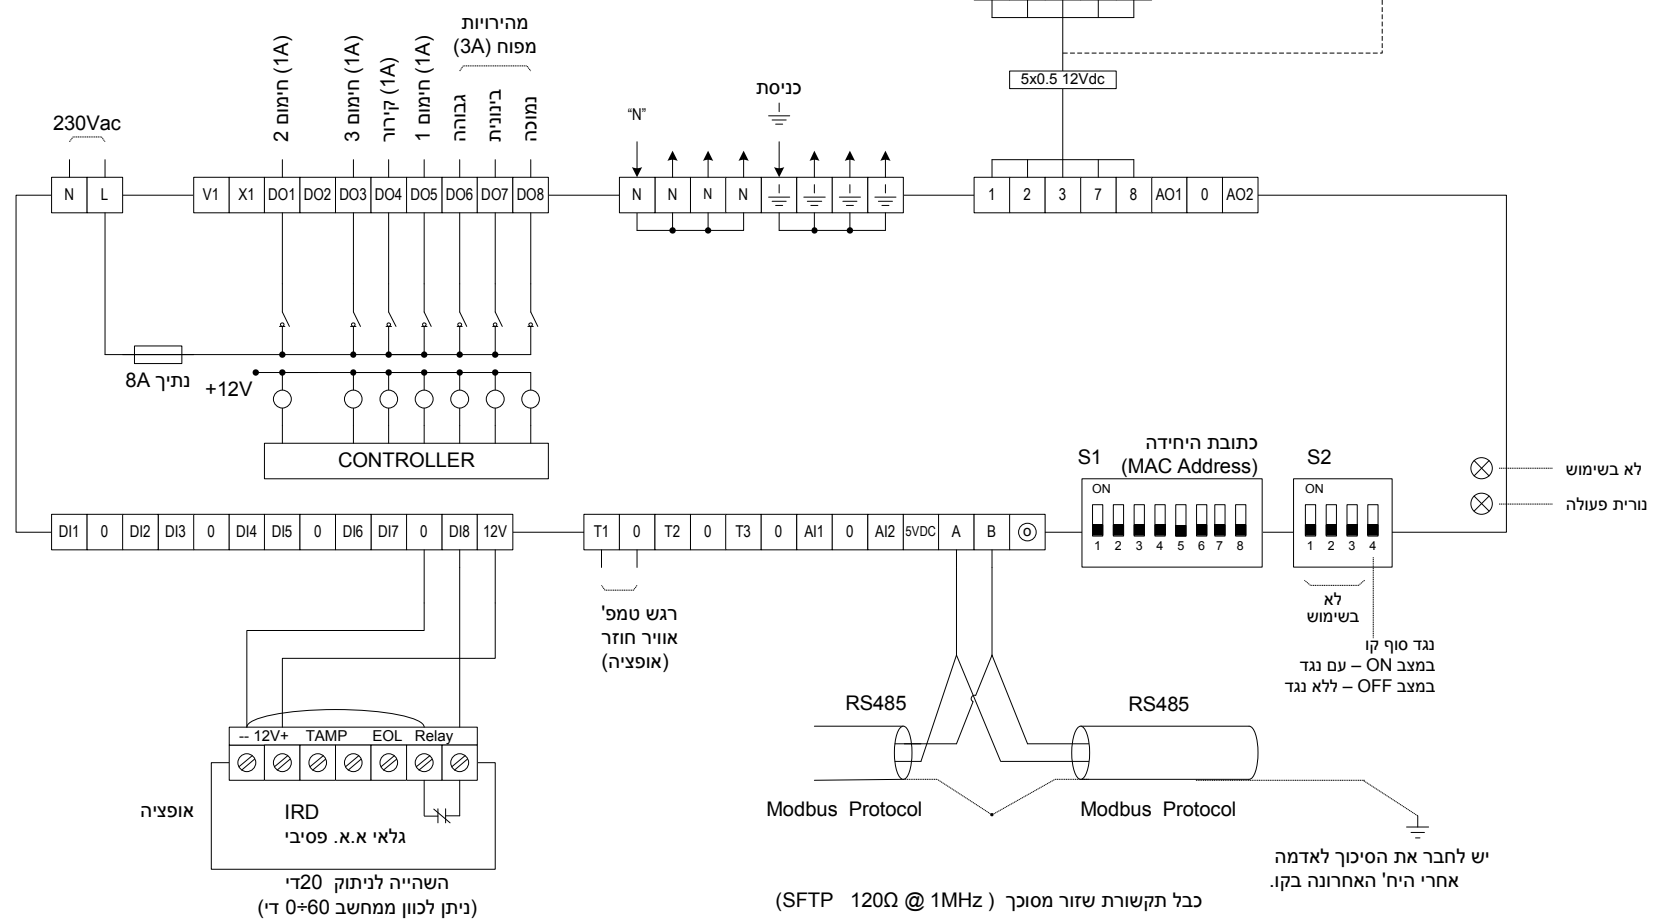 מהירויות
מפוח (3A)
חימום 2 (1A)
חימום 3 (1A)
קירור (1A)
חימום 1 (1A)
גבוהה
בינונית
נמוכה
230Vac
5x0.5 12Vdc
כניסת
"N"
N L
V1 X1 DO1 DO2 DO3 DO4 DO5 DO6 DO7 DO8
N N N N
1 2 3 7 8 AO1 0 AO2
נתיך 8A
+12V
CONTROLLER
S1
כתובת היחידה
(MAC Address)
S2
ON
1 2 3 4 5 6 7 8
ON
1 2 3 4
לא בשימוש
נורית פעולה
DI1 0 DI2 DI3 0 DI4 DI5 0 DI6 DI7 0 DI8 12V
T1 0 T2 0 T3 0 AI1 0 AI2 5VDC A B
לא
בשימוש
נגד סוף קו
במצב ON – עם נגד
במצב OFF – ללא נגד
רגש טמפ'
אוויר חוזר
(אופציה)
RS485
RS485
-- 12V+ TAMP EOL Relay
Modbus Protocol
Modbus Protocol
אופציה
IRD
גלאי א.א. פסיבי
השהייה לניתוק 20די
(ניתן לכוון ממחשב 60÷0 די)
יש לחבר את הסיכוך לאדמה
אחרי היח' האחרונה בקו.
כבל תקשורת שזור מסוכך (SFTP 120Ω @ 1MHz)